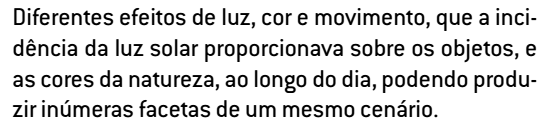 Diferentes efeitos de luz, cor e movimento, que a inci-
dência da luz solar proporcionava sobre os objetos, e
as cores da natureza, ao longo do dia, podendo produ-
zir inúmeras facetas de um mesmo cenário.